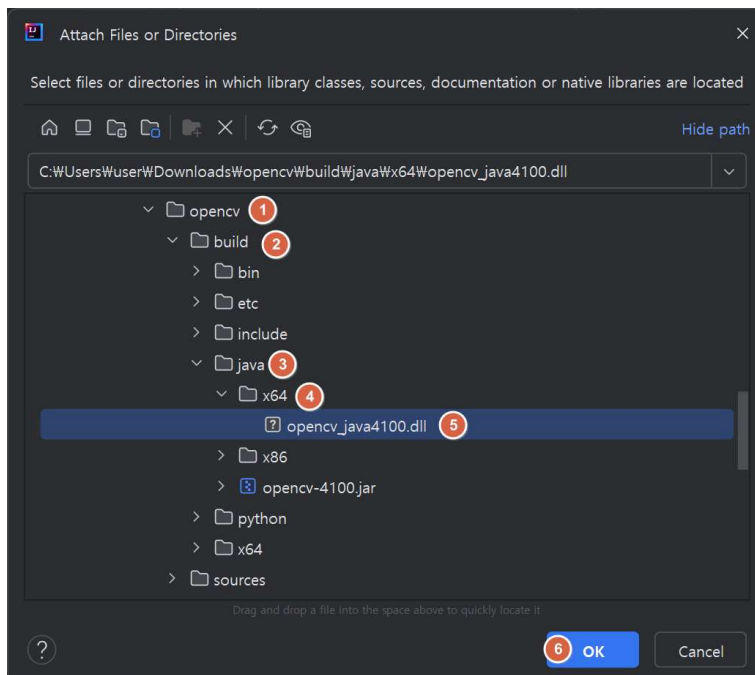 Attach Files or Directories
Select files or directories in which library classes, sources, documentation or native libraries are located
Hide path
C:₩Users₩user₩Downloads₩opencv₩build₩java₩x64₩opencv_java4100.dll
opencv 1
build 2
bin
etc
include
java 3
x64 4
opencv_java4100.dll 5
x86
opencv-4100.jar
python
x64
sources
Drag and drop a file into the space above to quickly locate it
? 6 OK Cancel